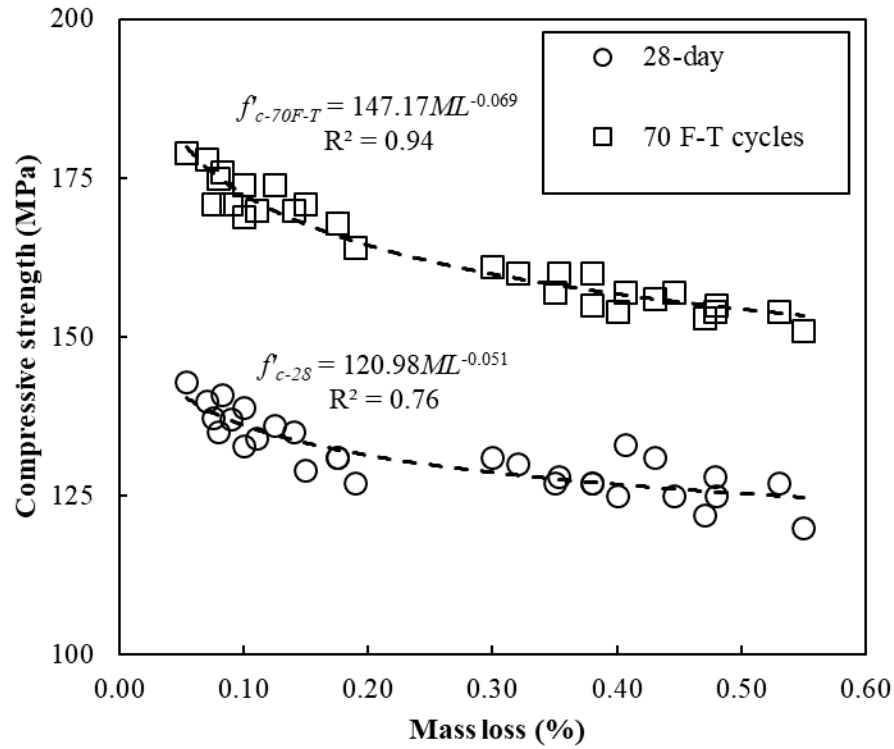 200
28-day
f'c-70F-T = 147.17ML-0.069
R² = 0.94
70 F-T cycles
175
Compressive strength (MPa)
150
f'c-28 = 120.98ML-0.051
R² = 0.76
125
100
0.00 0.10 0.20 0.30 0.40 0.50 0.60
Mass loss (%)